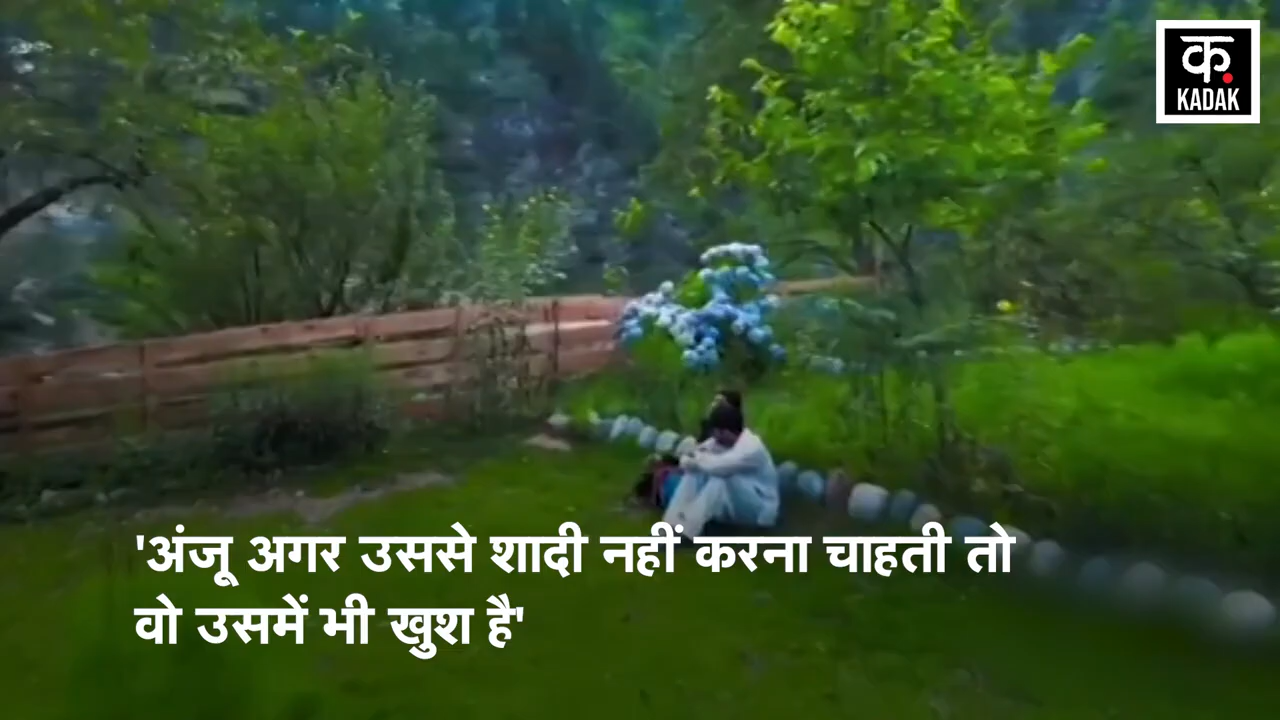 क.
KADAK
'अंजू अगर उससे शादी नहीं करना चाहती तो
वो उसमें भी खुश है'